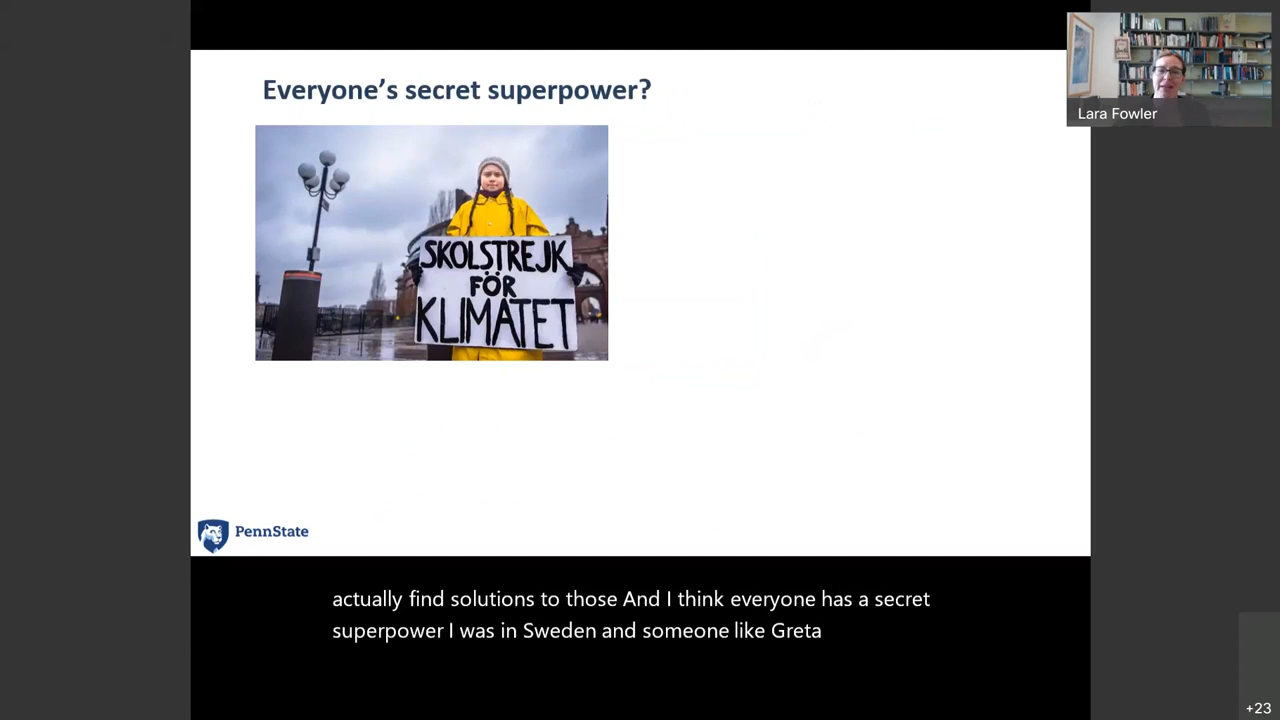 Everyone's secret superpower?
Lara Fowler
SKOLSTREJK
FÖR
KLIMATET
PennState
actually find solutions to those And I think everyone has a secret
superpower I was in Sweden and someone like Greta
+23